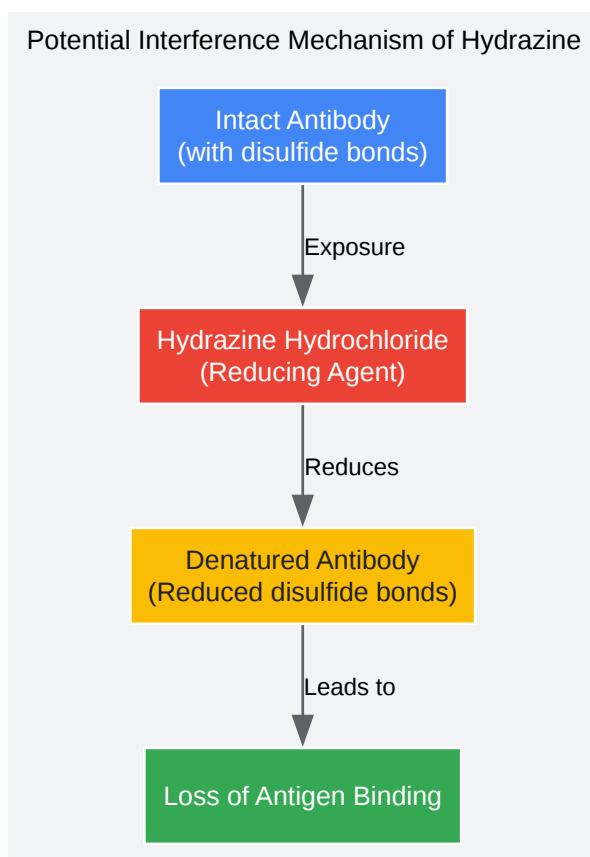 Potential Interference Mechanism of Hydrazine
Intact Antibody
(with disulfide bonds)
Exposure
Hydrazine Hydrochloride
(Reducing Agent)
Reduces
Denatured Antibody
(Reduced disulfide bonds)
Leads to
Loss of Antigen Binding